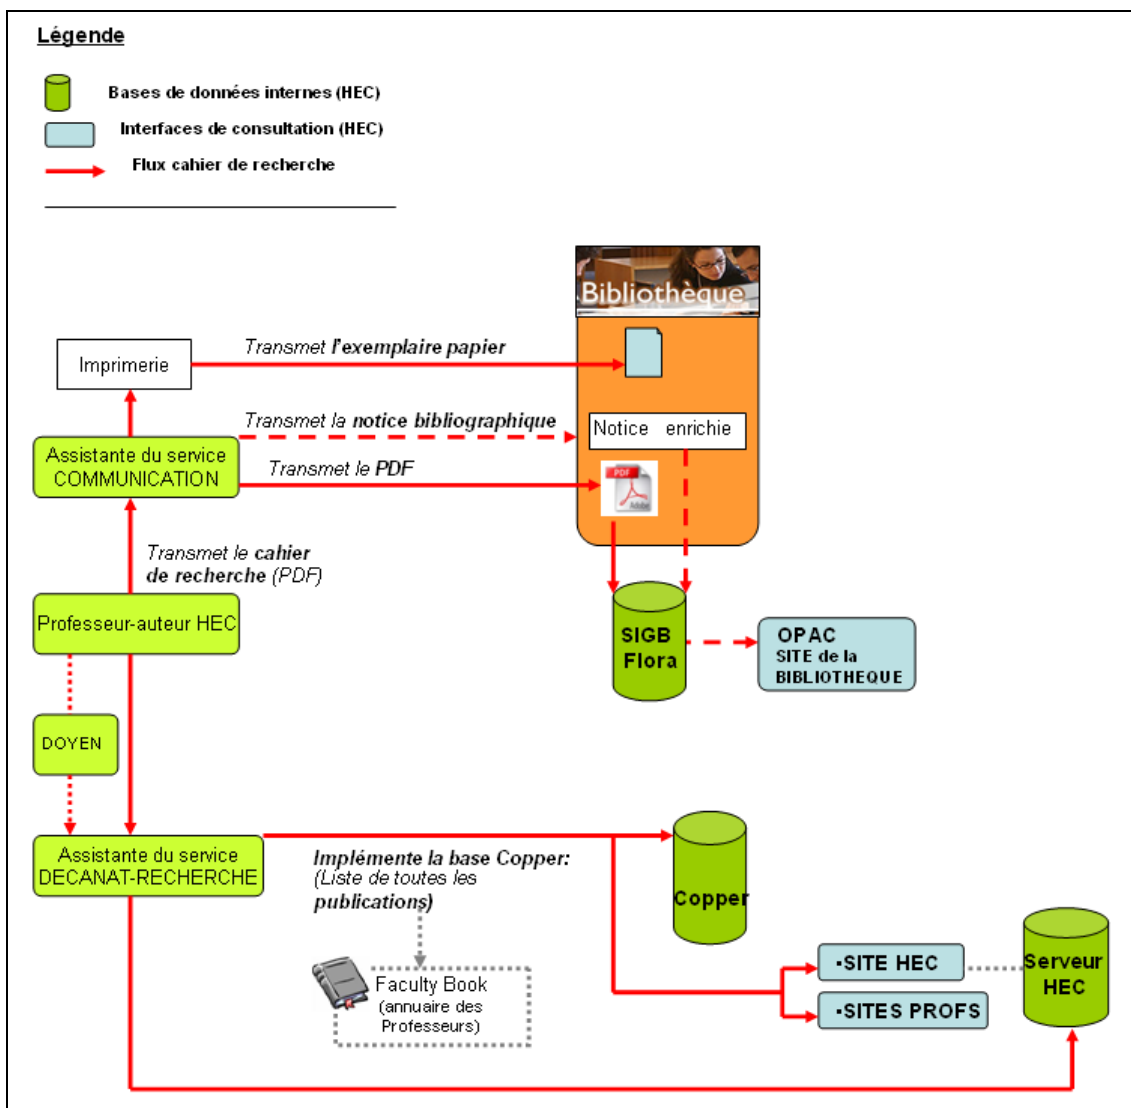 Légende
Bases de données internes (HEC)
Interfaces de consultation (HEC)
Flux cahier de recherche
Bibliothèque
Imprimerie
Transmet l'exemplaire papier
Transmet la notice bibliographique
Notice enrichie
Assistante du service
COMMUNICATION
Transmet le PDF
PDF
Adobe
Transmet le cahier
de recherche (PDF)
Professeur-auteur HEC
SIGB
Flora
OPAC
SITE de la
BIBLIOTHEQUE
DOYEN
Assistante du service
DECANAT-RECHERCHE
Implémente la base Copper:
(Liste de toutes les
publications)
Copper
Faculty Book
(annuaire des
Professeurs)
▪SITE HEC
▪SITES PROFS
Serveur
HEC